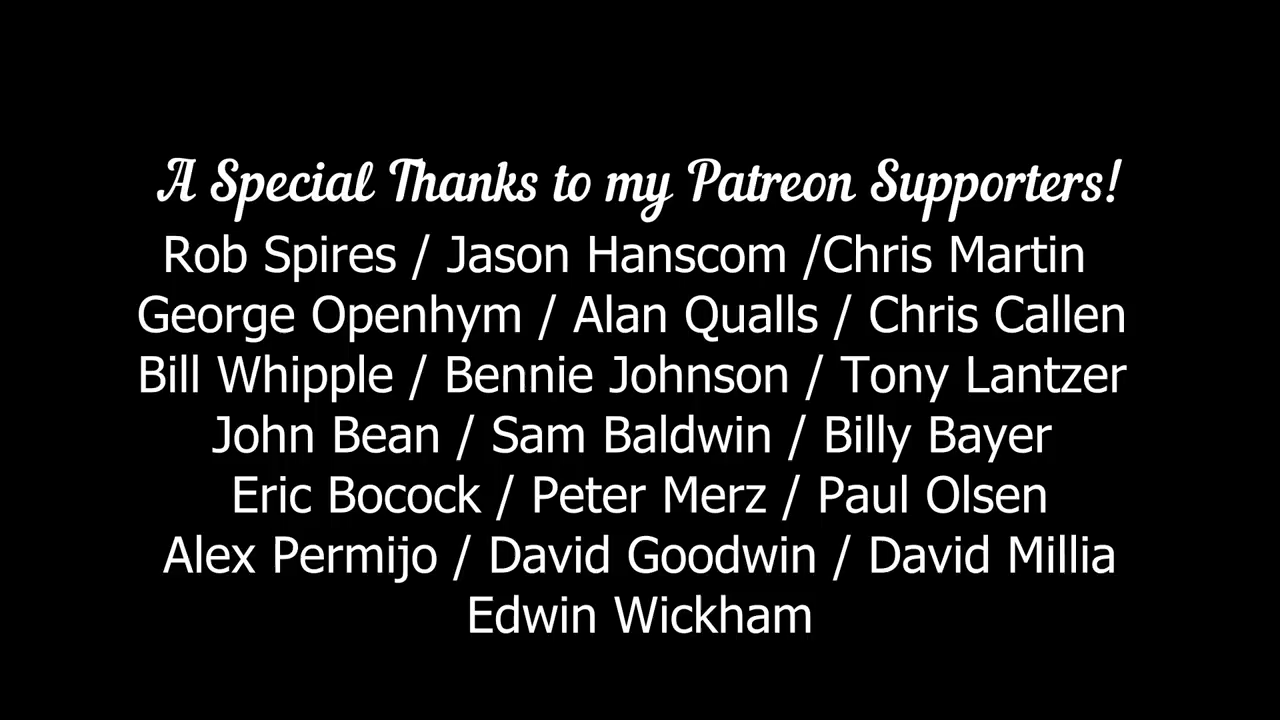 A Special Thanks to my Patreon Supporters!
Rob Spires / Jason Hanscom /Chris Martin
George Openhym / Alan Qualls / Chris Callen
Bill Whipple / Bennie Johnson / Tony Lantzer
John Bean / Sam Baldwin / Billy Bayer
Eric Bocock / Peter Merz / Paul Olsen
Alex Permijo / David Goodwin / David Millia
Edwin Wickham